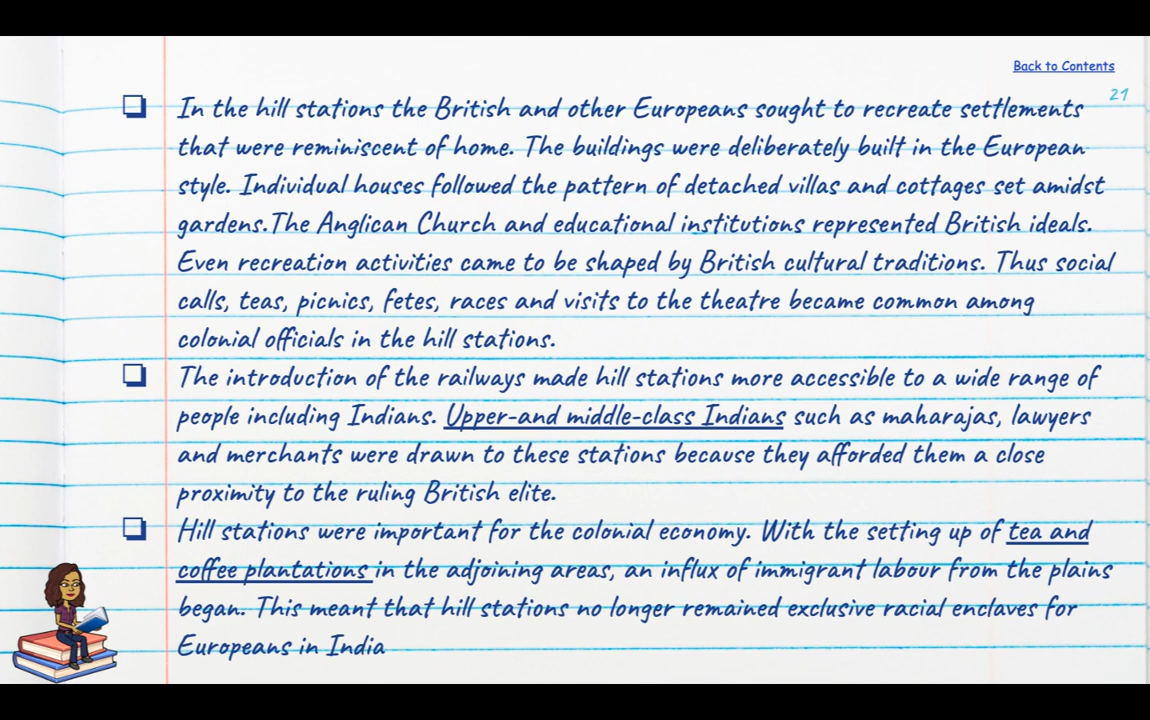 Back to Contents
21
❏ In the hill stations the British and other Europeans sought to recreate settlements
that were reminiscent of home. The buildings were deliberately built in the European
style. Individual houses followed the pattern of detached villas and cottages set amidst
gardens.The Anglican Church and educational institutions represented British ideals.
Even recreation activities came to be shaped by British cultural traditions. Thus social
calls, teas, picnics, fetes, races and visits to the theatre became common among
colonial officials in the hill stations.
❏ The introduction of the railways made hill stations more accessible to a wide range of
people including Indians. Upper-and middle-class Indians such as maharajas, lawyers
and merchants were drawn to these stations because they afforded them a close
proximity to the ruling British elite.
❏ Hill stations were important for the colonial economy. With the setting up of tea and
coffee plantations in the adjoining areas, an influx of immigrant labour from the plains
began. This meant that hill stations no longer remained exclusive racial enclaves for
Europeans in India